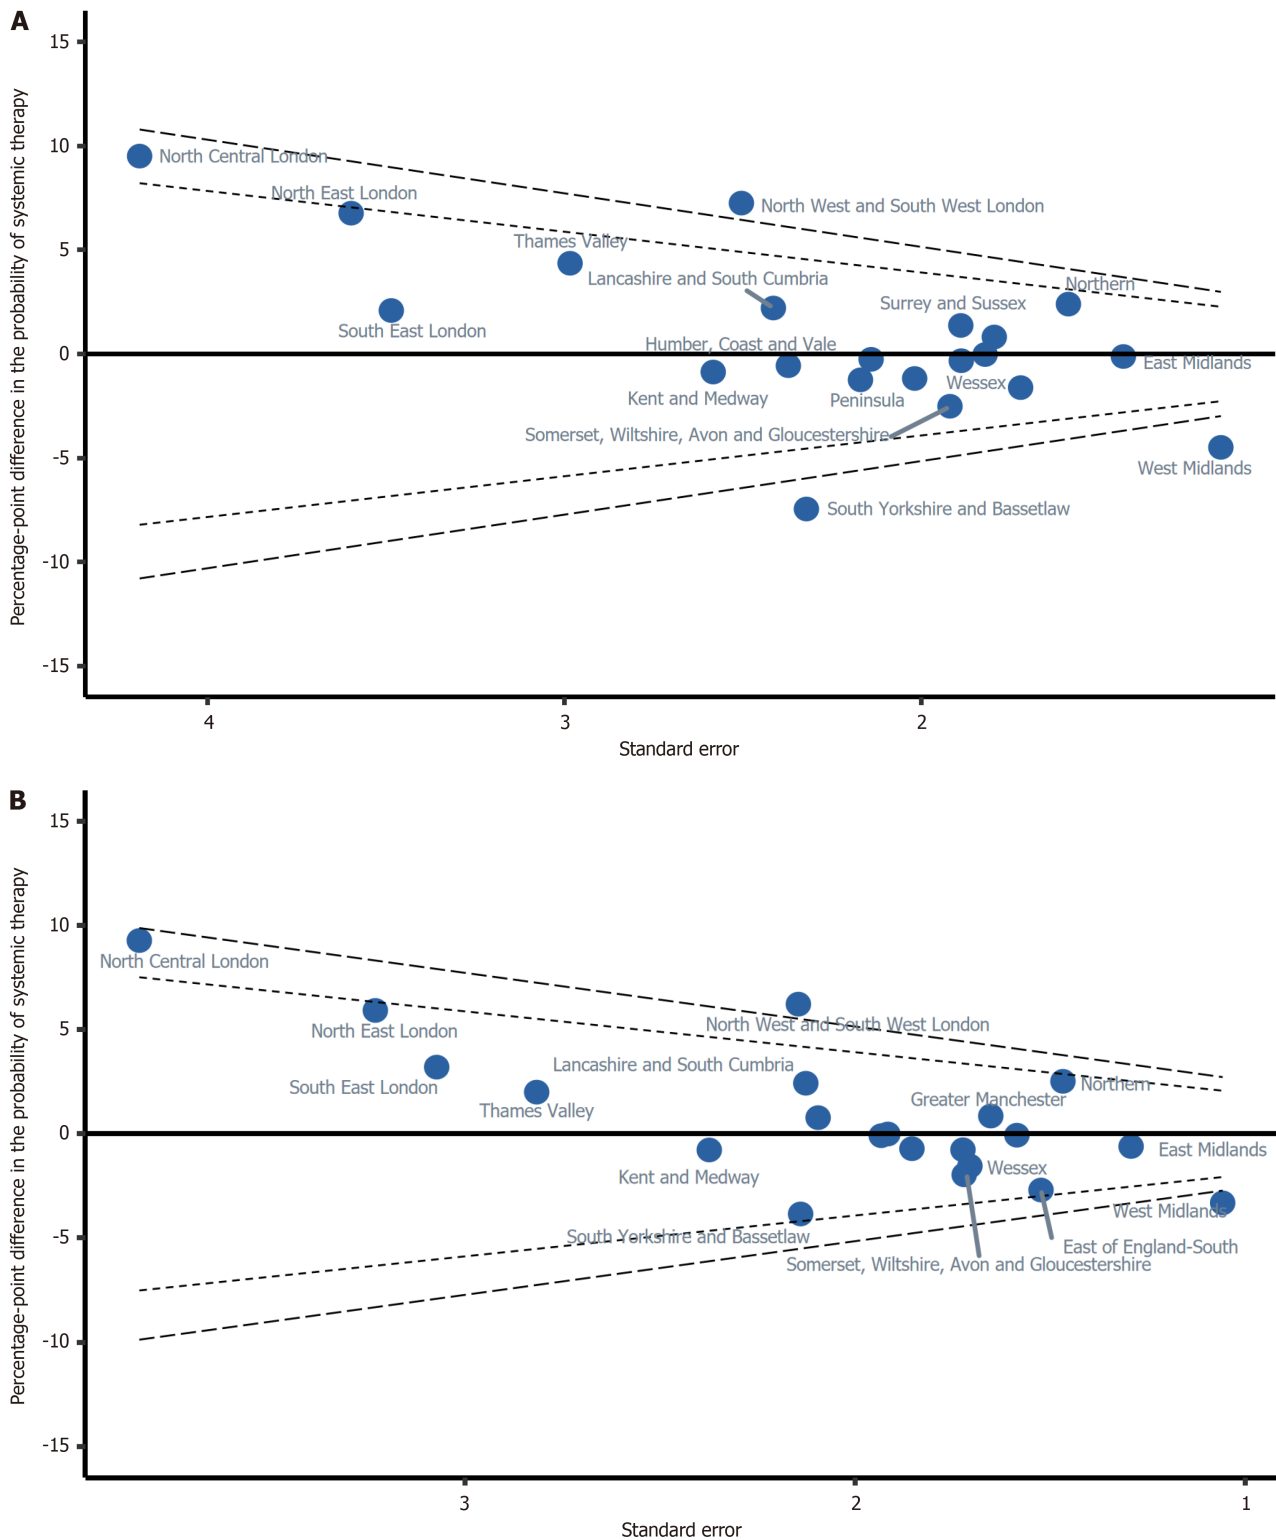 A
Percentage-point difference in the probability of systemic therapy
15
10
5
0
-5
-10
-15
North Central London
North East London
North West and South West London
Thames Valley
Lancashire and South Cumbria
Northern
Surrey and Sussex
South East London
Humber, Coast and Vale
East Midlands
Kent and Medway
Peninsula
Wessex
Somerset, Wiltshire, Avon and Gloucestershire
West Midlands
South Yorkshire and Bassetlaw
4
3
2
Standard error
B
Percentage-point difference in the probability of systemic therapy
15
10
5
0
-5
-10
-15
North Central London
North East London
North West and South West London
Lancashire and South Cumbria
South East London
Northern
Thames Valley
Greater Manchester
East Midlands
Kent and Medway
Wessex
West Midlands
South Yorkshire and Bassetlaw
East of England-South
Somerset, Wiltshire, Avon and Gloucestershire
3
2
1
Standard error